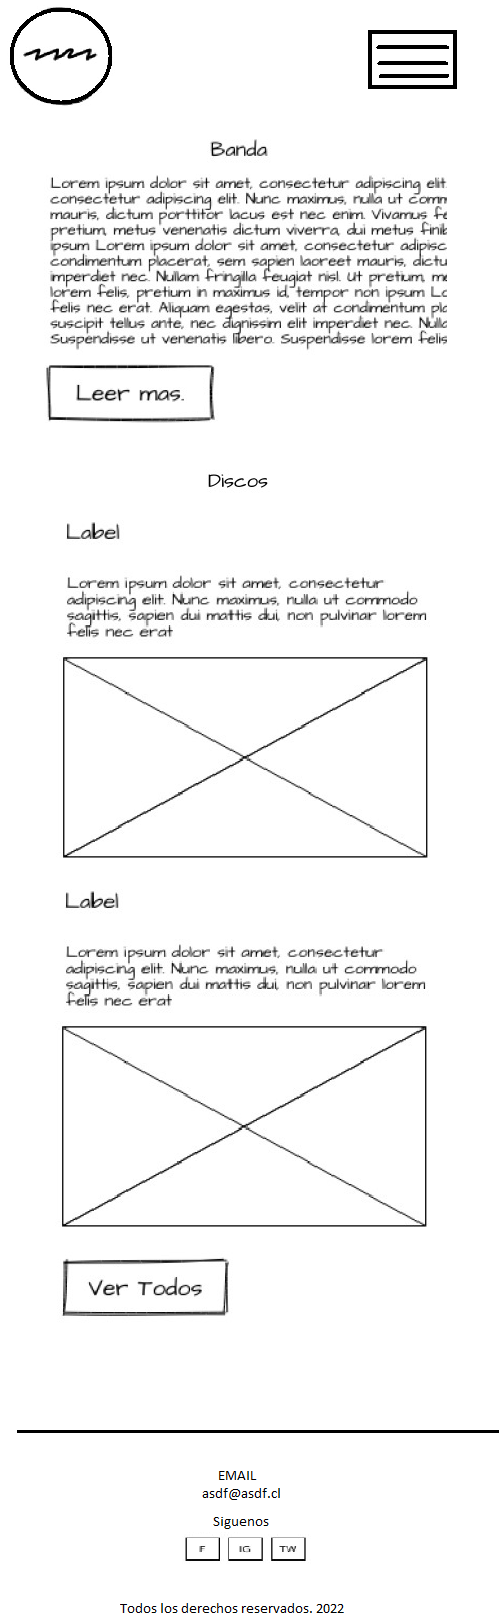 Banda
Lorem ipsum dolor sit amet, consectetur adipiscing elit.
consectetur adipiscing elit. Nunc maximus, nulla ut comm
mauris, dictum porttitor lacus est nec enim. Vivamus fe
pretium, metus venenatis dictum viverra, dui metus finib
ipsum Lorem ipsum dolor sit amet, consectetur adipisc
condimentum placerat, sem sapien laoreet mauris, dictu
imperdiet nec. Nullam fringilla feugiat nisl. Ut pretium, me
lorem felis, pretium in maximus id, tempor non ipsum Lo
felis nec erat. Aliquam egestas, velit at condimentum pla
suscipit tellus ante, nec dignissim elit imperdiet nec. Nulla
Suspendisse ut venenatis libero. Suspendisse lorem felis
Leer mas.
Discos
Label
Lorem ipsum dolor sit amet, consectetur
adipiscing elit. Nunc maximus, nulla ut commodo
sagittis, sapien dui mattis dui, non pulvinar lorem
felis nec erat
Label
Lorem ipsum dolor sit amet, consectetur
adipiscing elit. Nunc maximus, nulla ut commodo
sagittis, sapien dui mattis dui, non pulvinar lorem
felis nec erat
Ver Todos
EMAIL
asdf@asdf.cl
Siguenos
F IG TW
Todos los derechos reservados. 2022